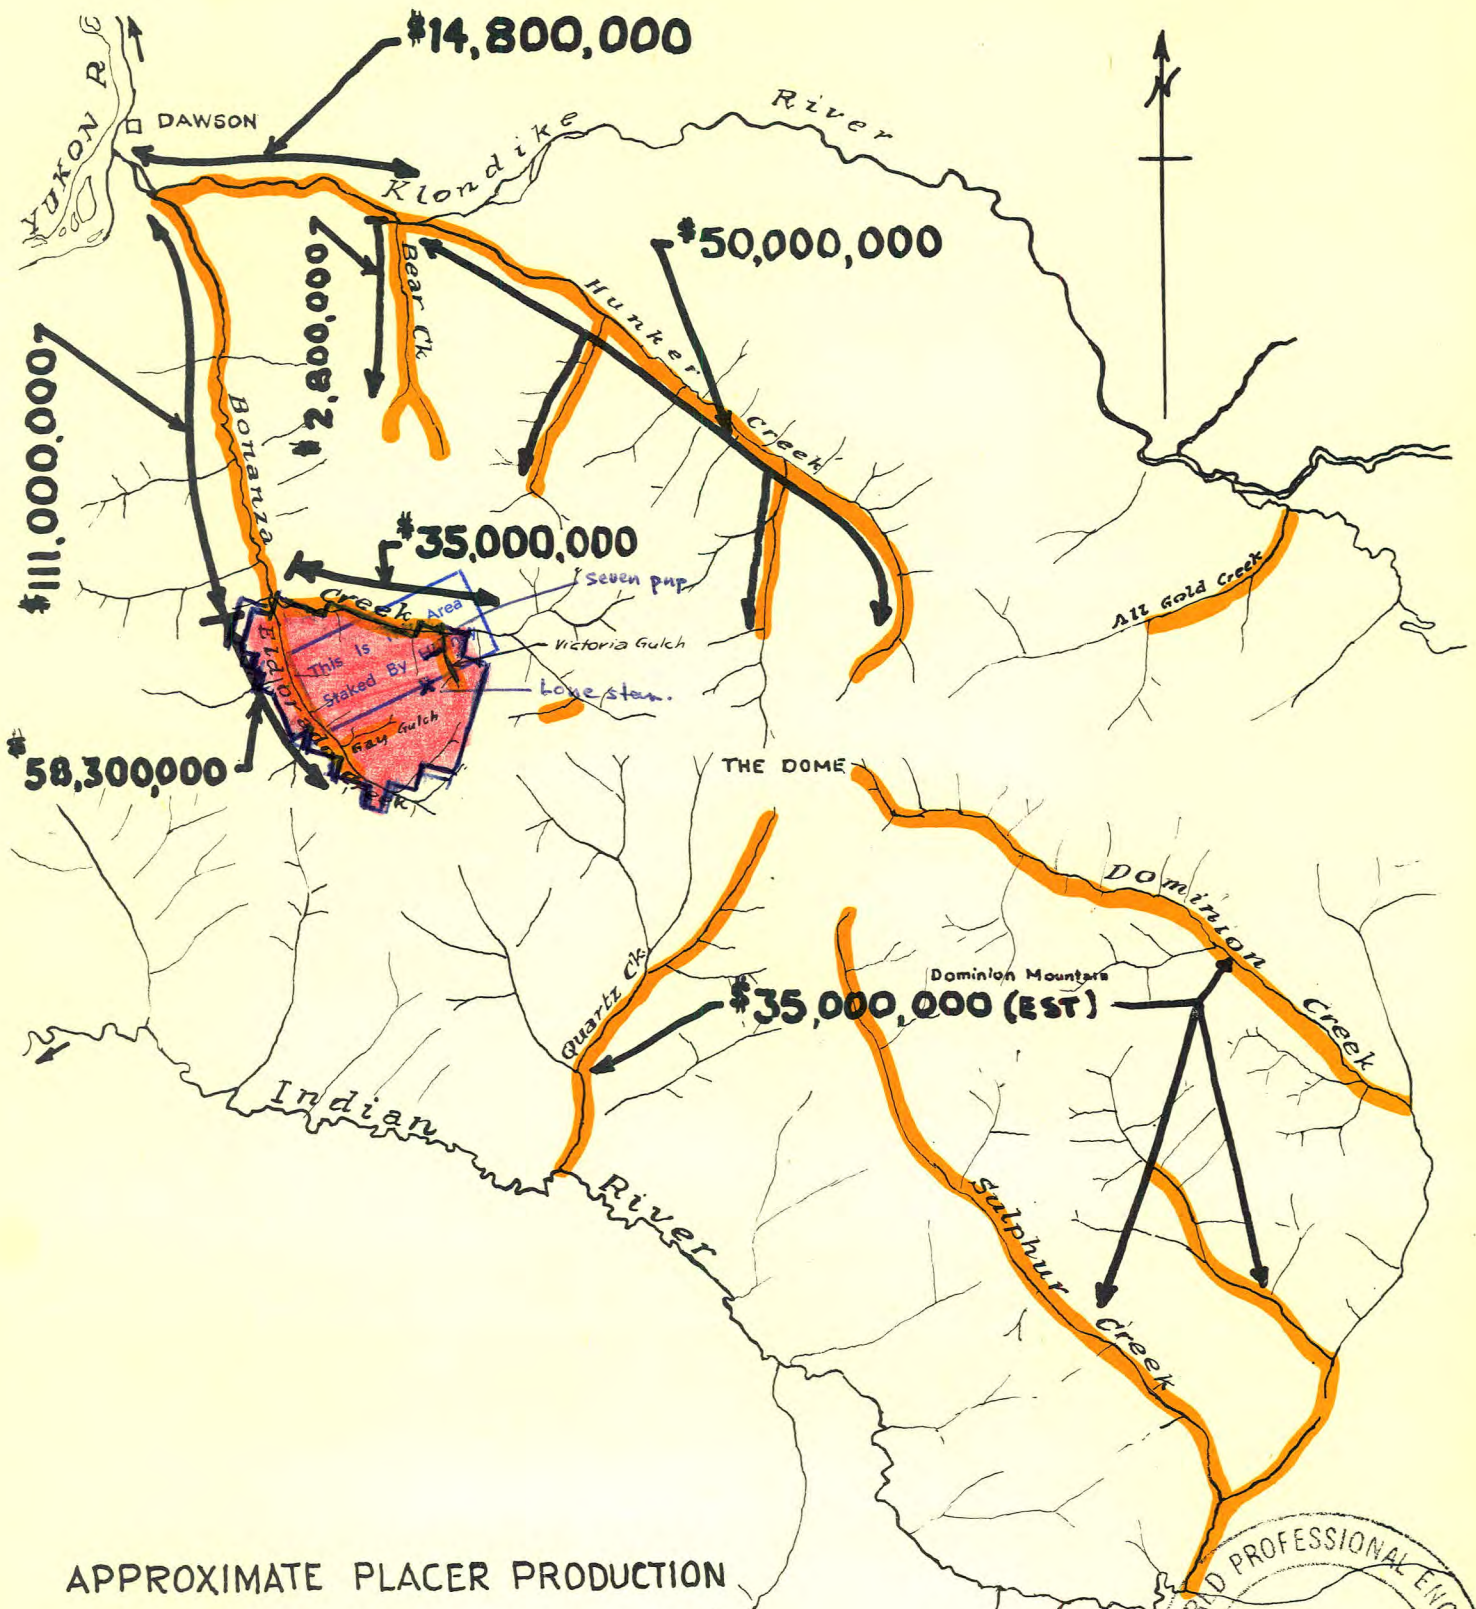 $14,800,000
YUKON R
DAWSON
Klondike River
$50,000,000
$2,800,000
Bear Ck
Hunker Creek
$111,000,000
Bonanza
$35,000,000
Creek
Seven pup
Area
This Is
Staked By
Victoria Gulch
Lone star.
Eldorado Creek
Gay Gulch
$58,300,000
All Gold Creek
THE DOME
Dominion Creek
Dominion Mountain
$35,000,000 (EST)
Quartz Ck.
Indian River
Sulphur Creek
N
APPROXIMATE PLACER PRODUCTION
PROFESSIONAL